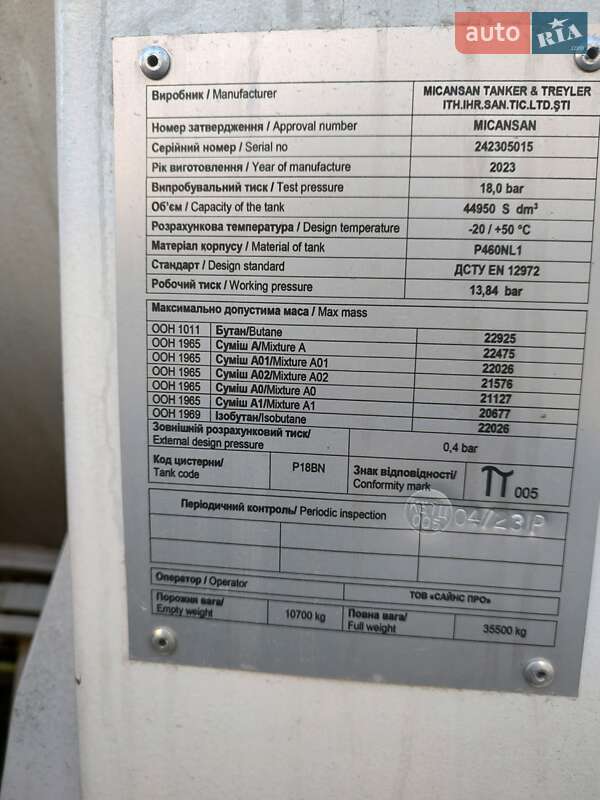 auto RIA.com
Виробник / Manufacturer MICANSAN TANKER & TREYLER
ITH.IHR.SAN.TIC.LTD.ŞTI
Номер затвердження / Approval number MICANSAN
Серійний номер / Serial no 242305015
Рік виготовлення / Year of manufacture 2023
Випробувальний тиск / Test pressure 18,0 bar
Об'єм / Capacity of the tank 44950 S dm³
Розрахункова температура / Design temperature -20 / +50 °C
Матеріал корпусу / Material of tank P460NL1
Стандарт / Design standard ДСТУ EN 12972
Робочий тиск / Working pressure 13,84 bar
Максимально допустима маса / Max mass
ООН 1011 Бутан/Butane 22925
ООН 1965 Суміш А/Mixture A 22475
ООН 1965 Суміш А01/Mixture A01 22026
ООН 1965 Суміш А02/Mixture A02 21576
ООН 1965 Суміш А0/Mixture A0 21127
ООН 1965 Суміш А1/Mixture A1 20677
ООН 1969 Ізобутан/Isobutane 22026
Зовнішній розрахунковий тиск/
External design pressure 0,4 bar
Код цистерни/
Tank code P18BN Знак відповідності/
Conformity mark π 005
Періодичний контроль/ Periodic inspection 005 04/23 P
Оператор / Operator ТОВ «САЙНС ПРО»
Порожня вага/
Empty weight 10700 kg Повна вага/
Full weight 35500 kg